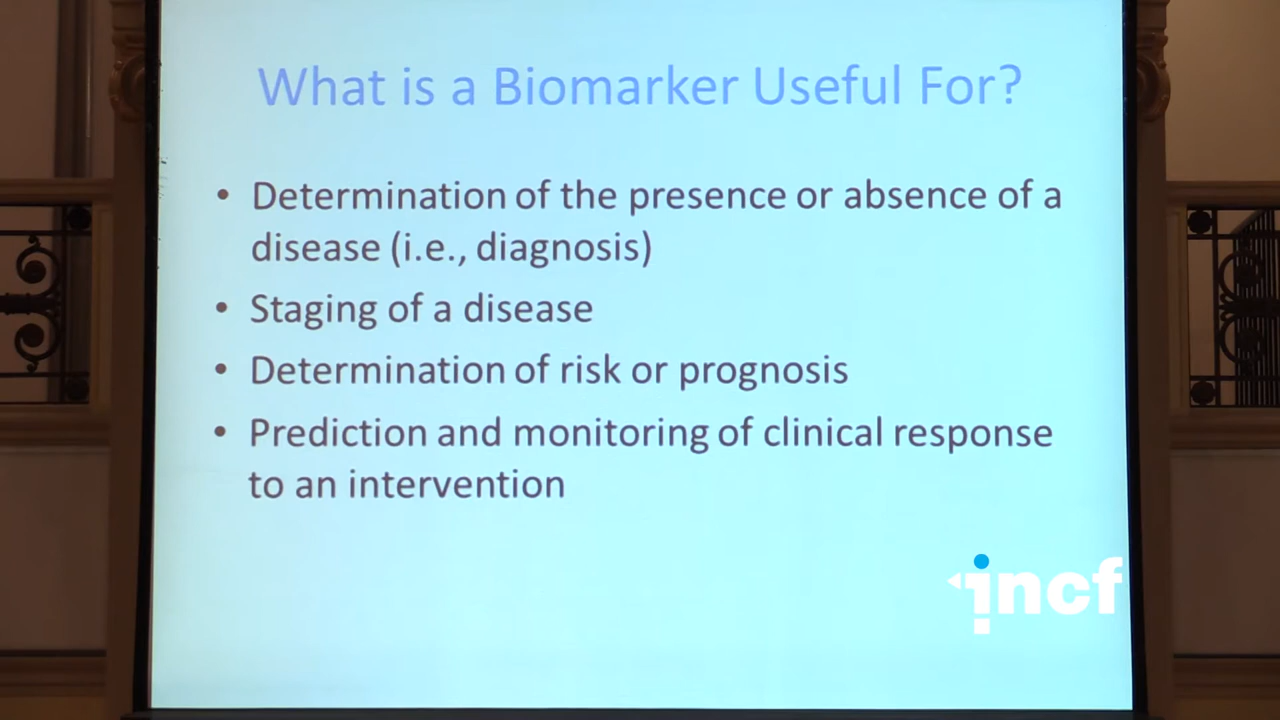 What is a Biomarker Useful For?
• Determination of the presence or absence of a
disease (i.e., diagnosis)
• Staging of a disease
• Determination of risk or prognosis
• Prediction and monitoring of clinical response
to an intervention
incf